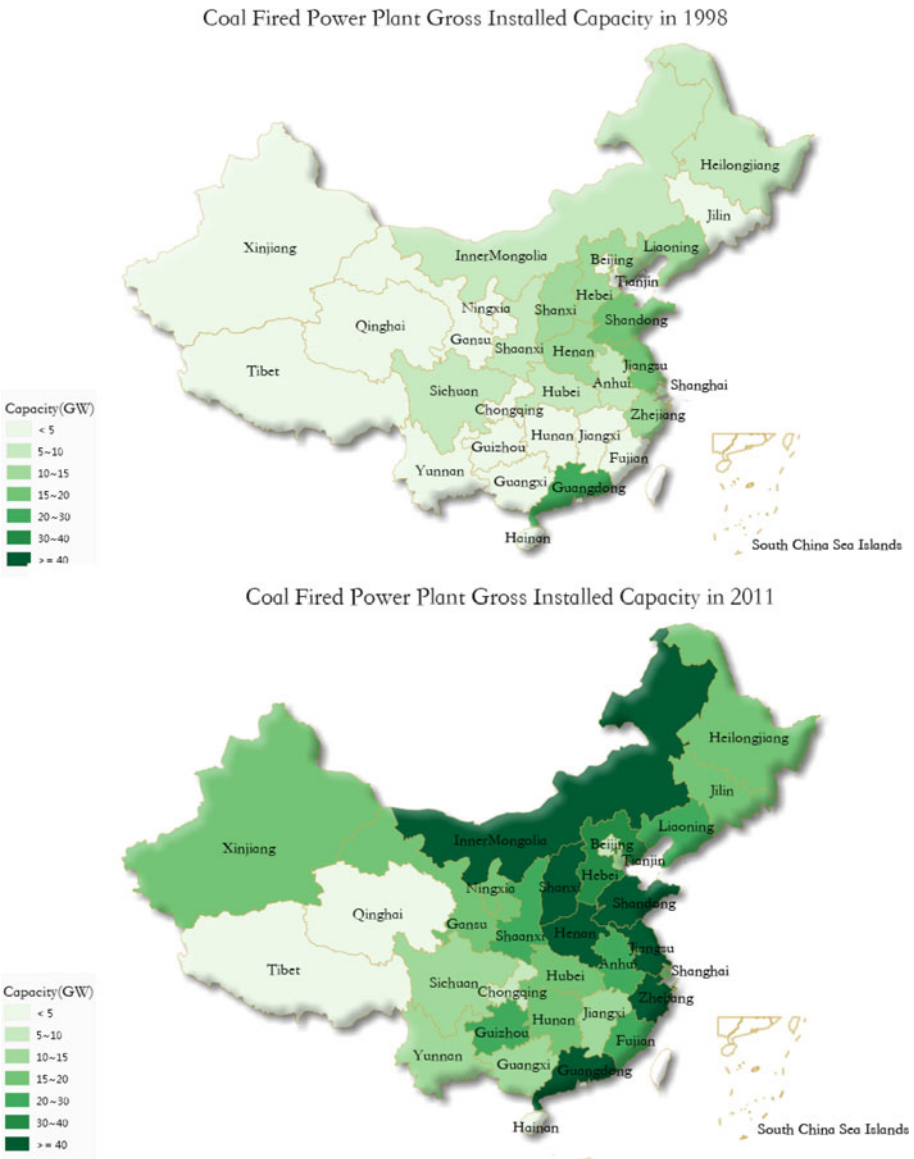 Coal Fired Power Plant Gross Installed Capacity in 1998
Heilongjiang
Jilin
Xinjiang
InnerMongolia
Liaoning
Beijing
Tianjin
Hebei
Ningxia
Shanxi
Shandong
Qinghai
Gansu
Shaanxi
Henan
Tibet
Jiangsu
Sichuan
Hubei
Anhui
Shanghai
Chongqing
Zhejiang
Hunan
Jiangxi
Guizhou
Fujian
Yunnan
Guangxi
Guangdong
Hainan
South China Sea Islands
Capacity(GW)
< 5
5~10
10~15
15~20
20~30
30~40
> = 40
Coal Fired Power Plant Gross Installed Capacity in 2011
Heilongjiang
Jilin
Liaoning
InnerMongolia
Beijing
Xinjiang
Tianjin
Hebei
Ningxia
Shanxi
Shandong
Qinghai
Gansu
Shaanxi
Henan
Jiangsu
Anhui
Tibet
Hubei
Shanghai
Sichuan
Chongqing
Zhejiang
Jiangxi
Hunan
Guizhou
Fujian
Yunnan
Guangxi
Guangdong
Hainan
South China Sea Islands
Capacity(GW)
< 5
5~10
10~15
15~20
20~30
30~40
> = 40